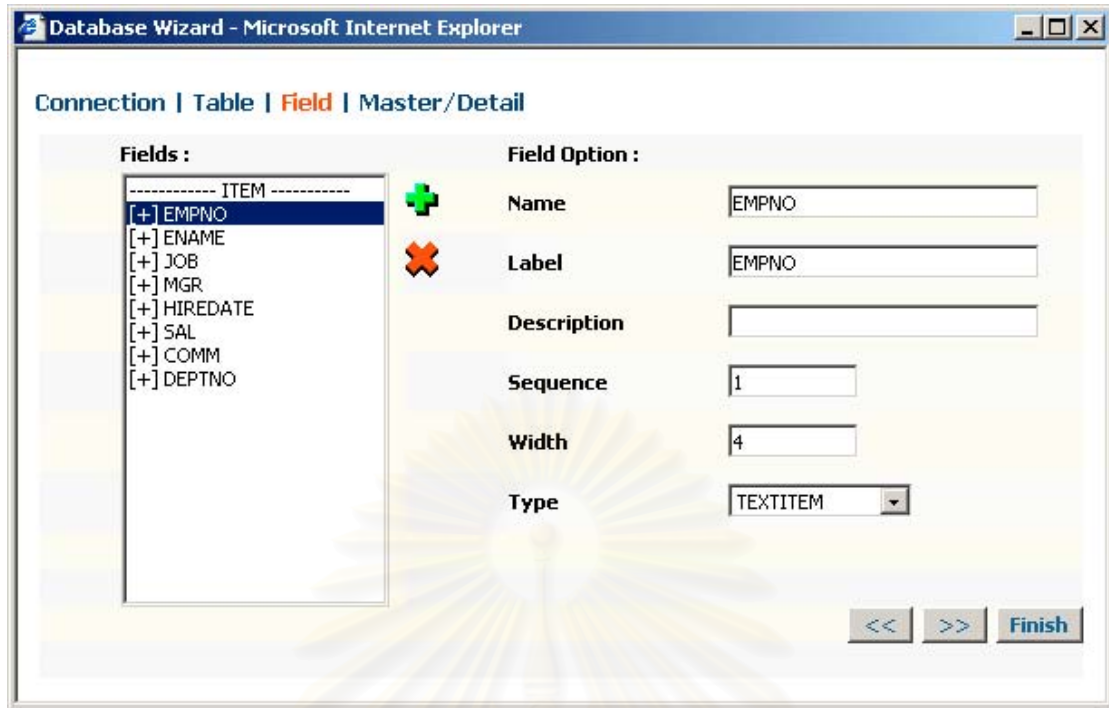 Database Wizard - Microsoft Internet Explorer
Connection | Table | Field | Master/Detail
Fields :
------------ ITEM -----------
[+] EMPNO
[+] ENAME
[+] JOB
[+] MGR
[+] HIREDATE
[+] SAL
[+] COMM
[+] DEPTNO
Field Option :
Name EMPNO
Label EMPNO
Description
Sequence 1
Width 4
Type TEXTITEM
<< >> Finish